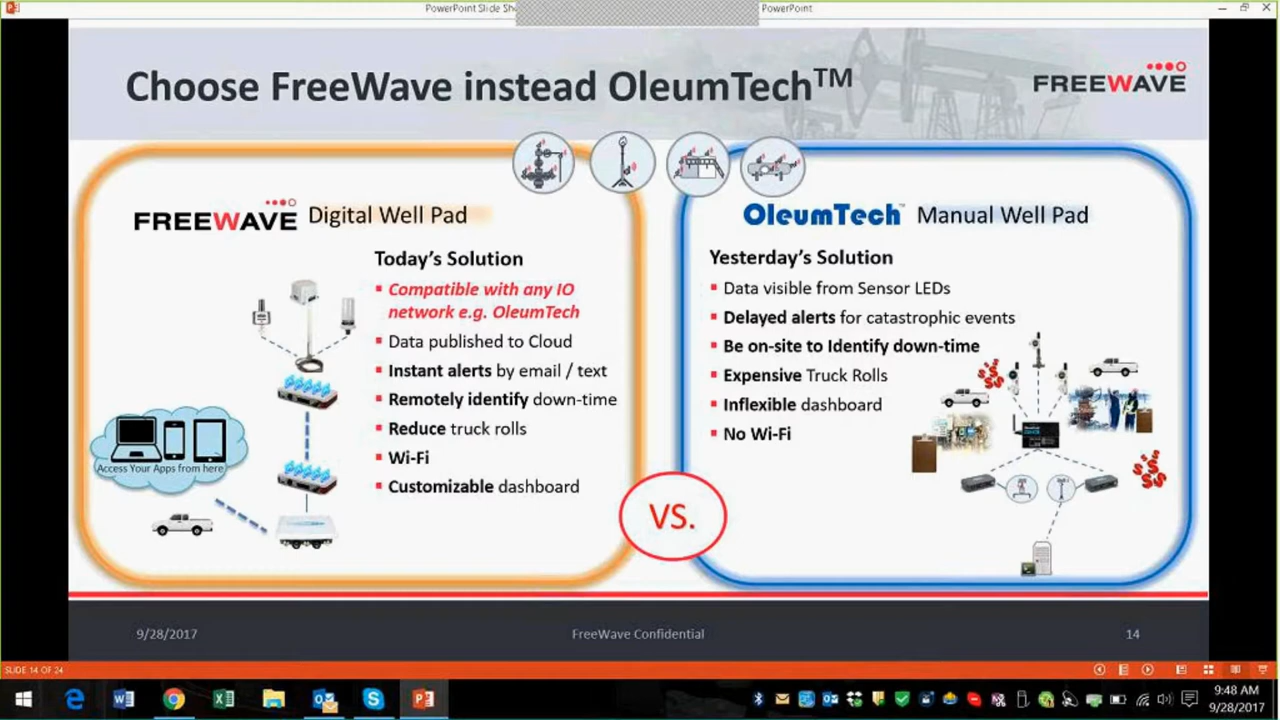 PowerPoint Slide Sho
PowerPoint
Choose FreeWave instead OleumTech™
FREEWAVE
FREEWAVE Digital Well Pad
Today's Solution
Compatible with any IO
network e.g. OleumTech
Data published to Cloud
Instant alerts by email / text
Remotely identify down-time
Reduce truck rolls
Wi-Fi
Customizable dashboard
Access Your Apps from here
VS.
OleumTech™ Manual Well Pad
Yesterday's Solution
Data visible from Sensor LEDs
Delayed alerts for catastrophic events
Be on-site to Identify down-time
Expensive Truck Rolls
Inflexible dashboard
No Wi-Fi
9/28/2017
FreeWave Confidential
14
SLIDE 14 OF 24
9:48 AM
9/28/2017